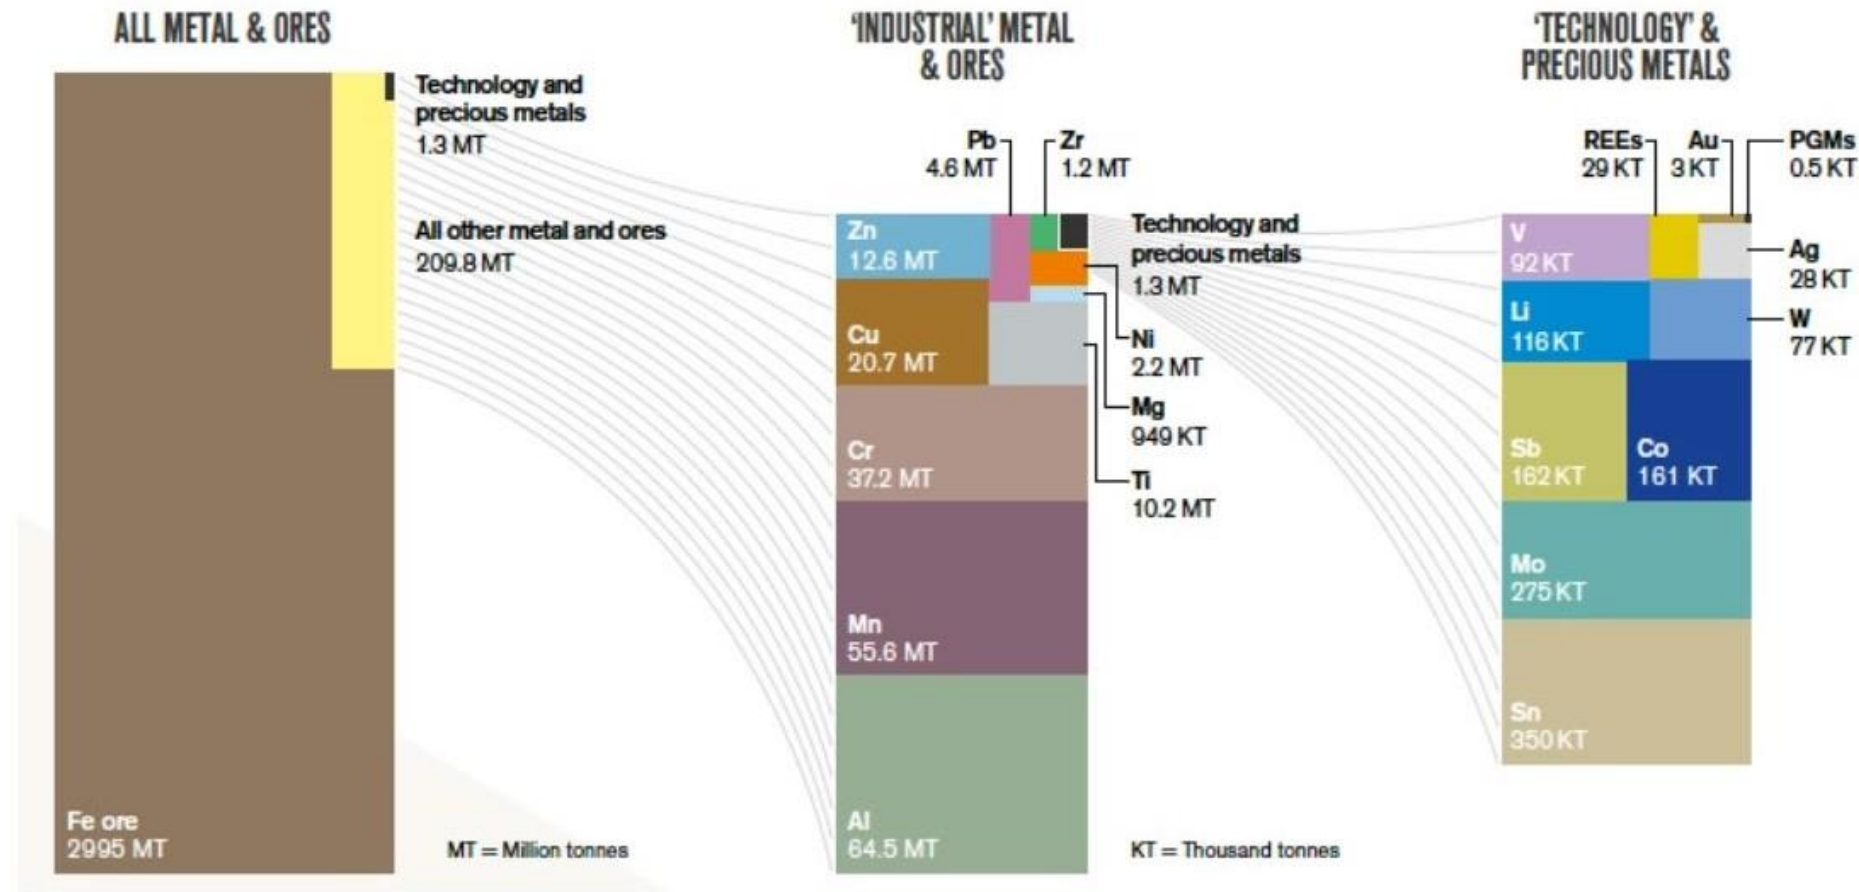 ALL METAL & ORES
Technology and
precious metals
1.3 MT
All other metal and ores
209.8 MT
Fe ore
2995 MT
MT = Million tonnes
‘INDUSTRIAL’ METAL
& ORES
Pb
4.6 MT
Zr
1.2 MT
Zn
12.6 MT
Cu
20.7 MT
Cr
37.2 MT
Mn
55.6 MT
Al
64.5 MT
Technology and
precious metals
1.3 MT
Ni
2.2 MT
Mg
949 KT
Ti
10.2 MT
KT = Thousand tonnes
‘TECHNOLOGY’ &
PRECIOUS METALS
REEs
29 KT
Au
3 KT
PGMs
0.5 KT
V
92 KT
Ag
28 KT
Li
116 KT
W
77 KT
Sb
162 KT
Co
161 KT
Mo
275 KT
Sn
350 KT